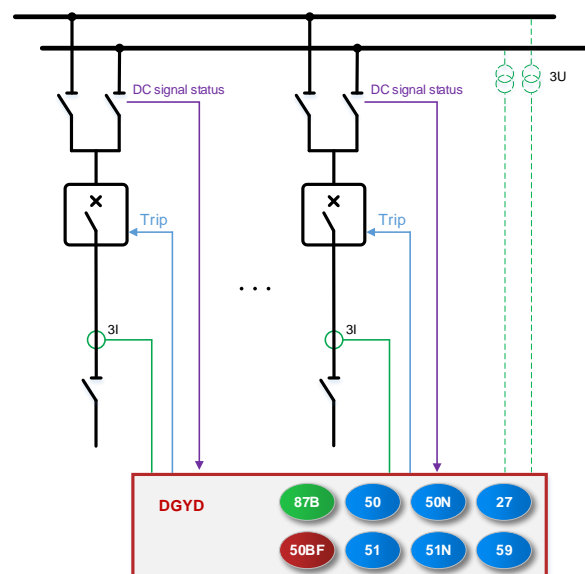 3U
DC signal status
DC signal status
Trip
Trip
. . .
3I
3I
DGYD
87B
50
50N
27
50BF
51
51N
59